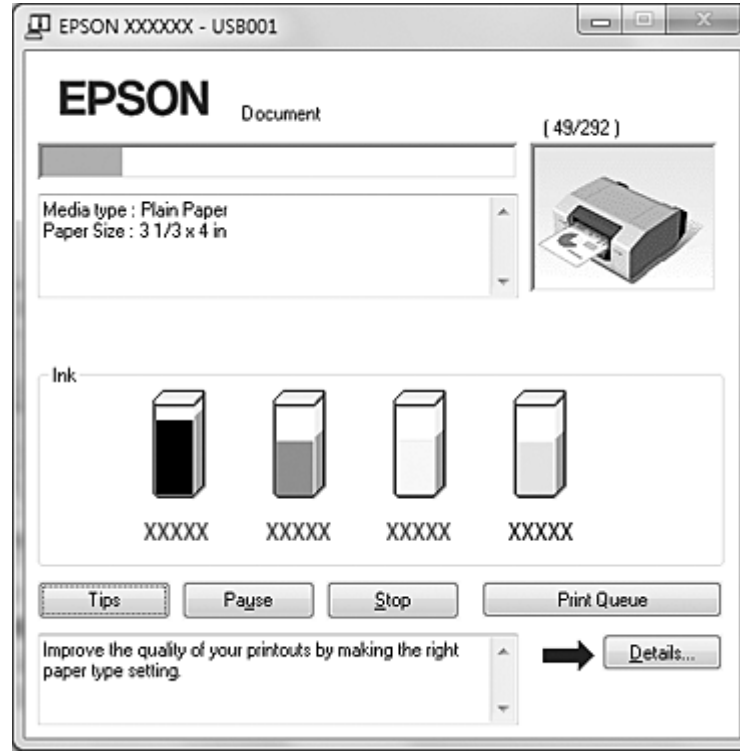 EPSON XXXXXX - USB001
EPSON Document
( 49/292 )
Media type : Plain Paper
Paper Size : 3 1/3 x 4 in
Ink
XXXXX XXXXX XXXXX XXXXX
Tips Pause Stop Print Queue
Improve the quality of your printouts by making the right
paper type setting.
Details...